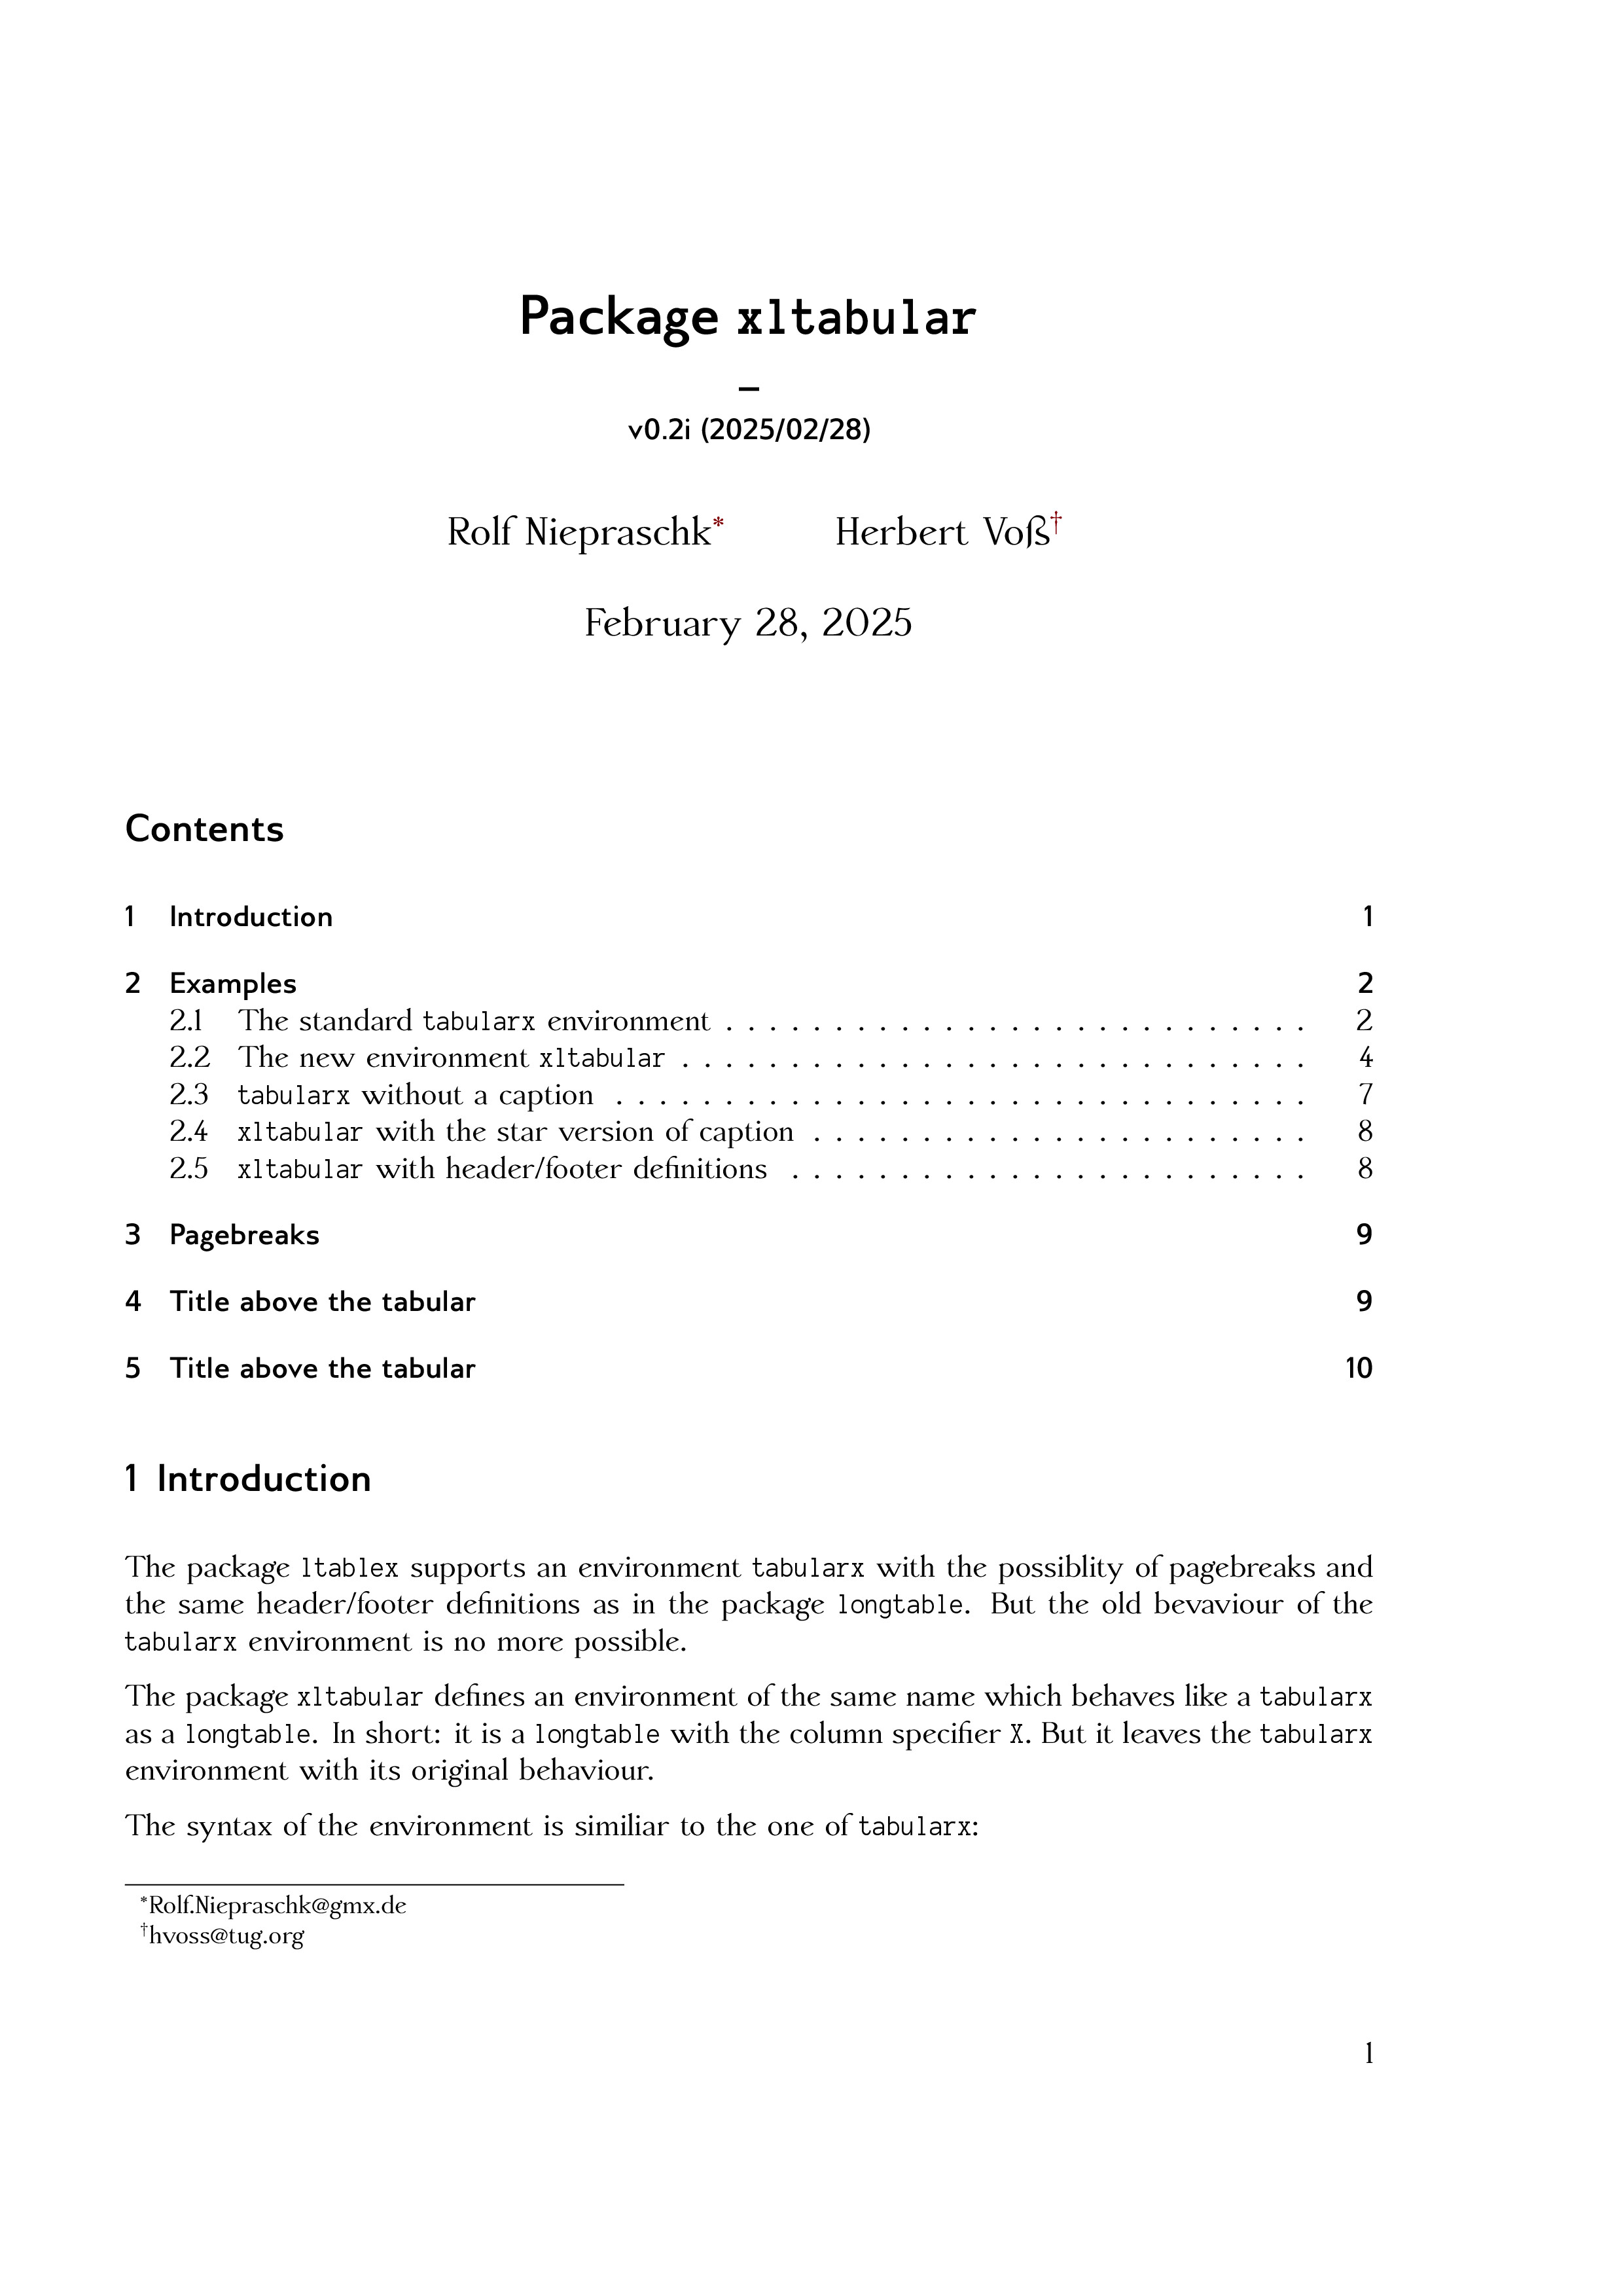 Package xltabular
–
v0.2i (2025/02/28)
Rolf Niepraschk* Herbert Voß†
February 28, 2025
Contents
1 Introduction 1
2 Examples 2
2.1 The standard tabularx environment . . . . . . . . . . . . . . . . . . . . . . . . . . . 2
2.2 The new environment xltabular . . . . . . . . . . . . . . . . . . . . . . . . . . . . . 4
2.3 tabularx without a caption . . . . . . . . . . . . . . . . . . . . . . . . . . . . . . . . 7
2.4 xltabular with the star version of caption . . . . . . . . . . . . . . . . . . . . . . . 8
2.5 xltabular with header/footer definitions . . . . . . . . . . . . . . . . . . . . . . . . 8
3 Pagebreaks 9
4 Title above the tabular 9
5 Title above the tabular 10
1 Introduction
The package ltablex supports an environment tabularx with the possiblity of pagebreaks and
the same header/footer definitions as in the package longtable. But the old bevaviour of the
tabularx environment is no more possible.
The package xltabular defines an environment of the same name which behaves like a tabularx
as a longtable. In short: it is a longtable with the column specifier X. But it leaves the tabularx
environment with its original behaviour.
The syntax of the environment is similiar to the one of tabularx:
*Rolf.Niepraschk@gmx.de
†hvoss@tug.org
1